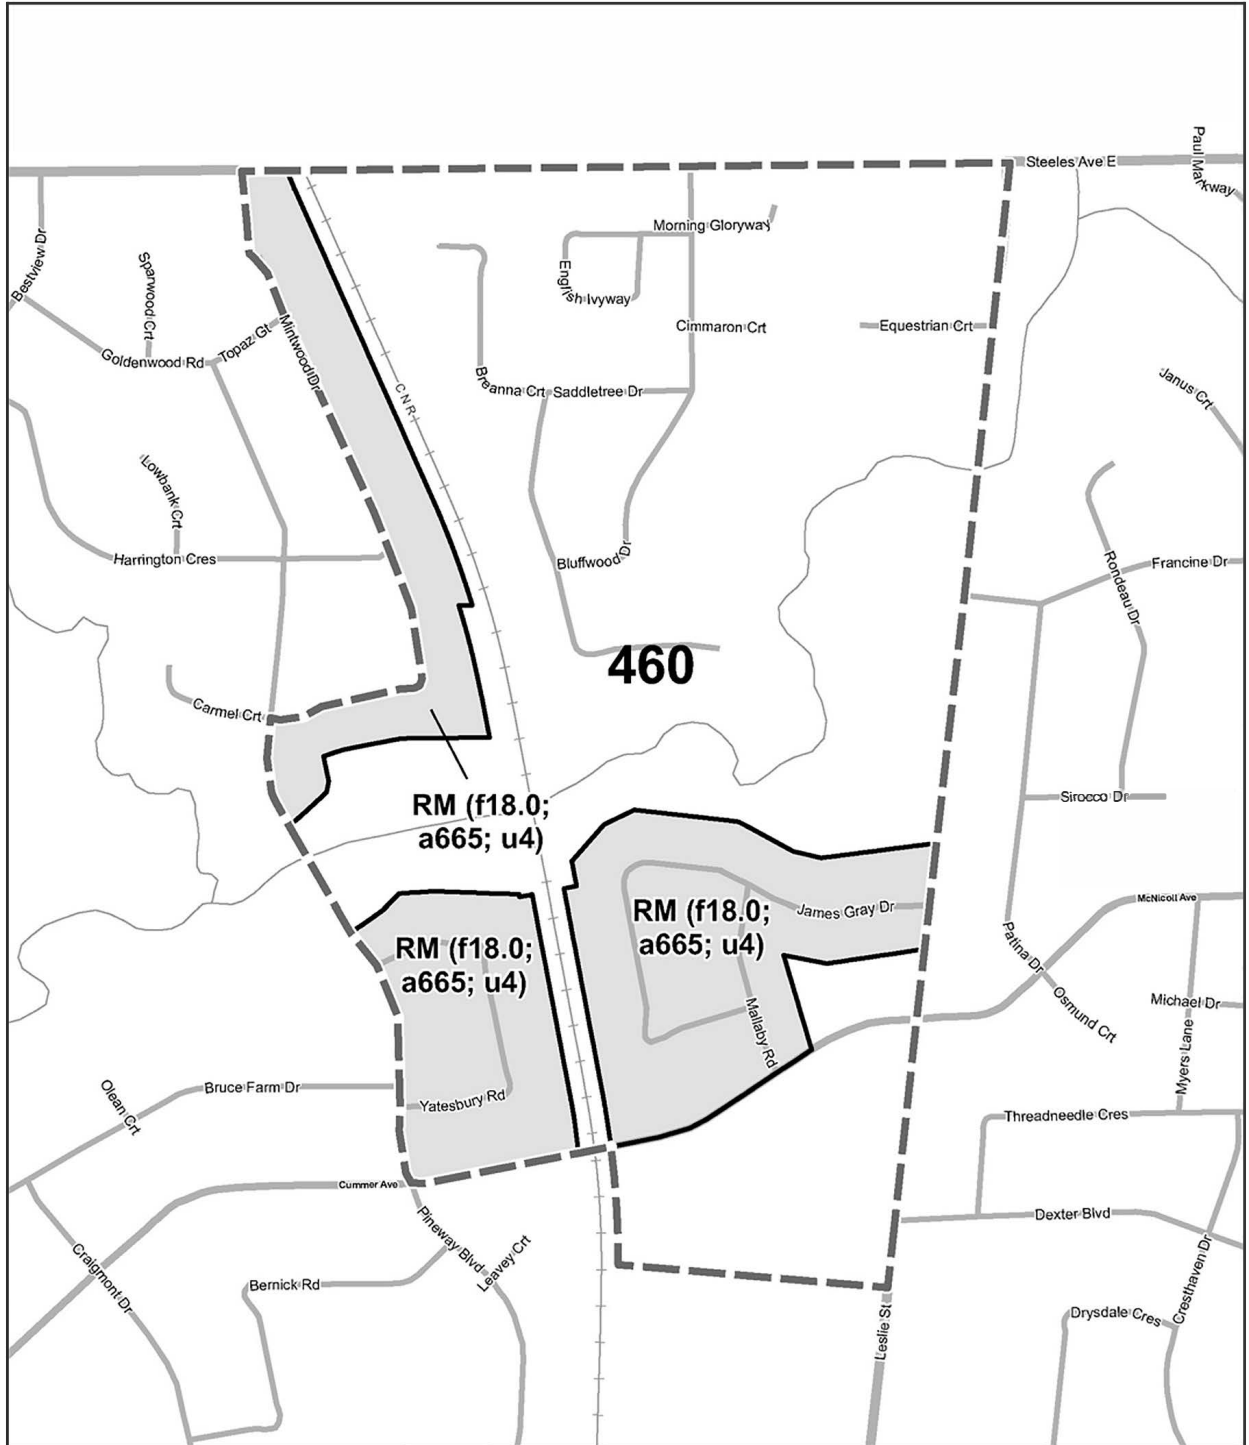 Steeles Ave E
Paul Markway
Morning Gloryway
Bestview Dr
Sparwood Crt
English Ivyway
Cimmaron Crt
Equestrian Crt
Topaz Gt
Mintwood Dr
Goldenwood Rd
CNR
Breanna Crt
Saddletree Dr
Janus Crt
Lowbank Crt
Harrington Cres
Bluffwood Dr
Rondeau Dr
Francine Dr
460
Carmel Crt
RM (f18.0;
a665; u4)
Sirocco Dr
RM (f18.0;
a665; u4)
James Gray Dr
McNicoll Ave
RM (f18.0;
a665; u4)
Patina Dr
Osmund Crt
Michael Dr
Mallaby Rd
Myers Lane
Olean Crt
Bruce Farm Dr
Yatesbury Rd
Threadneedle Cres
Cummer Ave
Pineway Blvd
Leavey Crt
Dexter Blvd
Craigmont Dr
Bernick Rd
Cresthaven Dr
Leslie St
Drysdale Cres